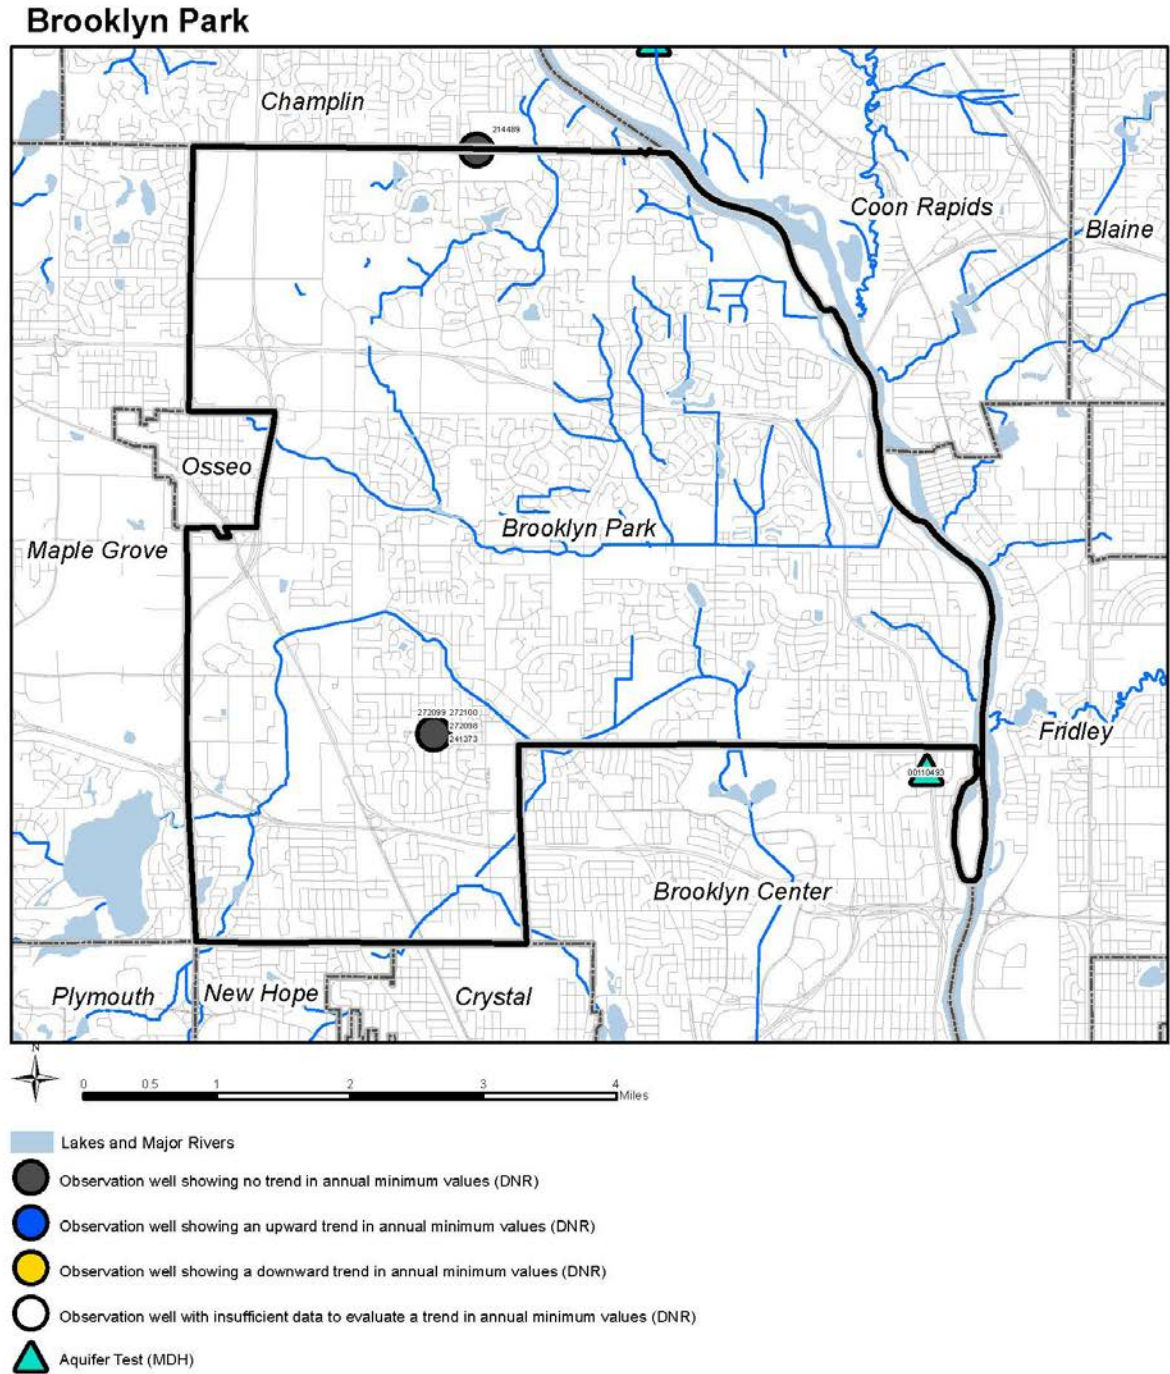 Brooklyn Park
Champlin
214489
Coon Rapids
Blaine
Osseo
Brooklyn Park
Maple Grove
272099 272100
272098
241373
Fridley
00110493
Brooklyn Center
Plymouth
New Hope
Crystal
N
0 0.5 1 2 3 4
Miles
Lakes and Major Rivers
Observation well showing no trend in annual minimum values (DNR)
Observation well showing an upward trend in annual minimum values (DNR)
Observation well showing a downward trend in annual minimum values (DNR)
Observation well with insufficient data to evaluate a trend in annual minimum values (DNR)
Aquifer Test (MDH)